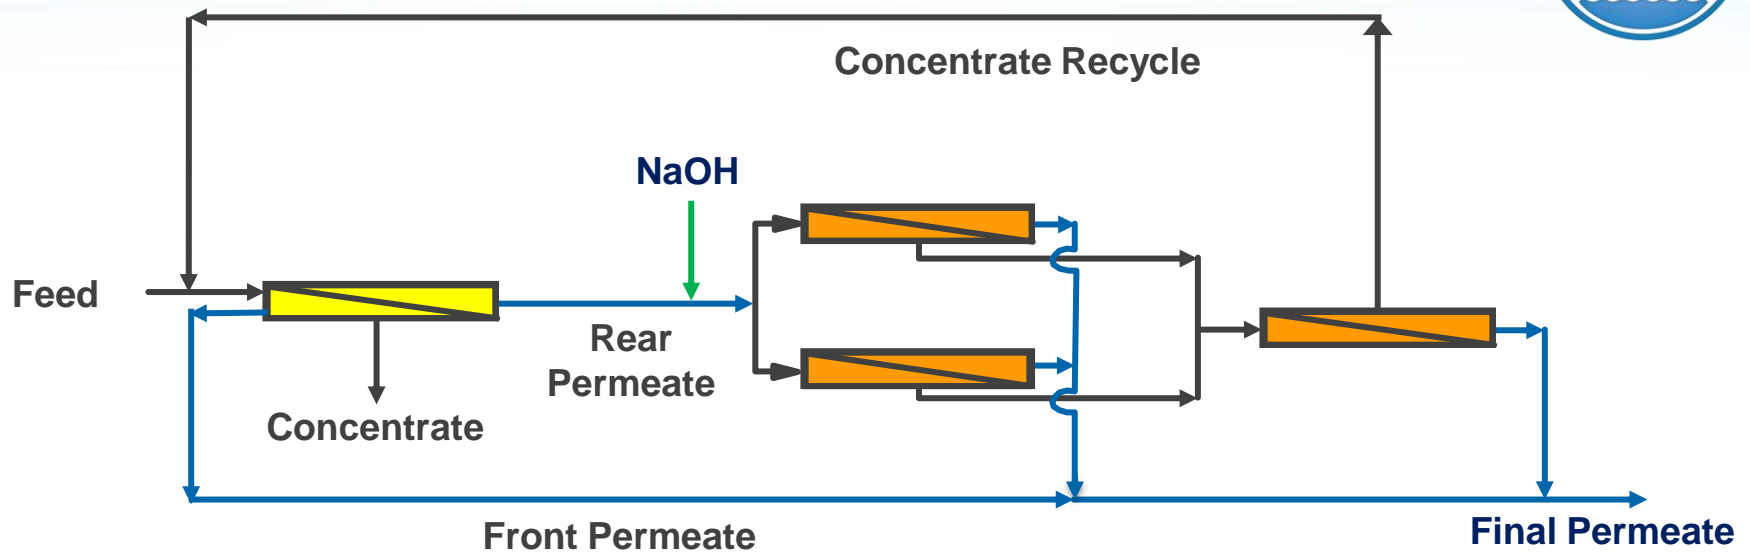 Concentrate Recycle
NaOH
Feed
Rear
Permeate
Concentrate
Front Permeate
Final Permeate